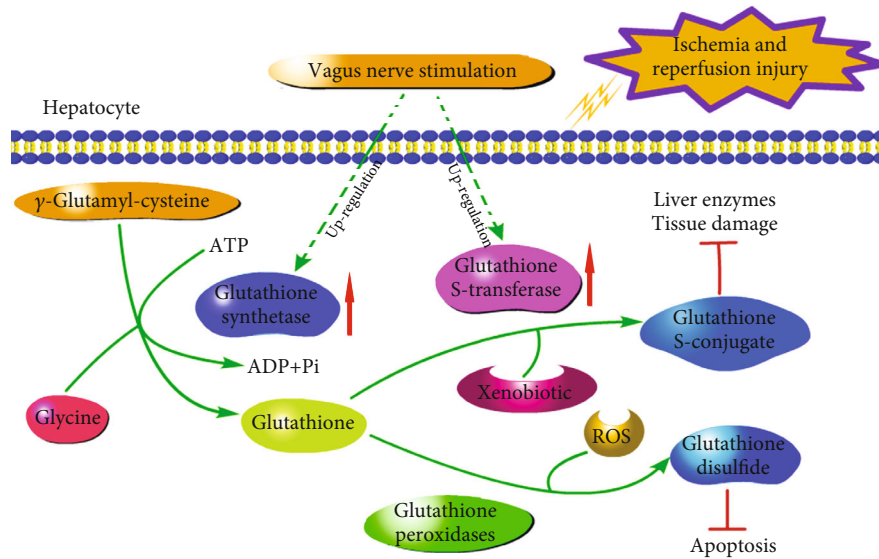 Vagus nerve stimulation
Ischemia and
reperfusion injury
Hepatocyte
Up-regulation
Up-regulation
γ-Glutamyl-cysteine
Liver enzymes
Tissue damage
ATP
Glutathione
synthetase
Glutathione
S-transferase
Glutathione
S-conjugate
ADP+Pi
Xenobiotic
Glycine
Glutathione
ROS
Glutathione
disulfide
Glutathione
peroxidases
Apoptosis